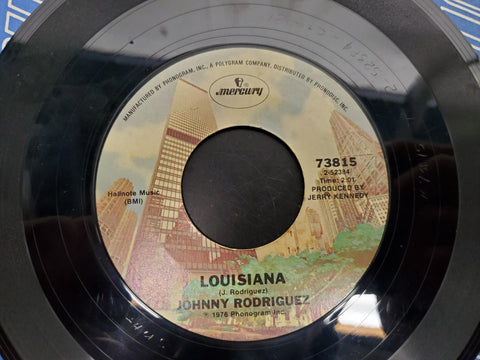 MANUFACTURED BY PHONOGRAM, INC., A POLYGRAM COMPANY, DISTRIBUTED BY PHONODISC, INC.
mercury
73815
2-52384
Time: 2:01
PRODUCED BY
JERRY KENNEDY
Hallnote Music
(BMI)
LOUISIANA
(J. Rodriguez)
JOHNNY RODRIGUEZ
℗ 1976 Phonogram Inc.